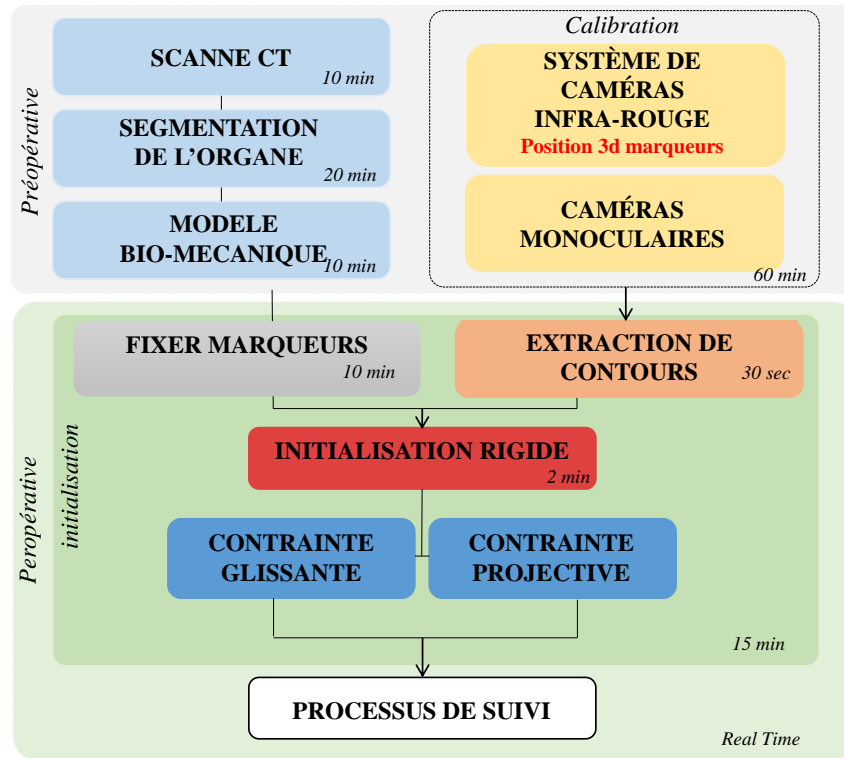 Préopérative
SCANNE CT
10 min
SEGMENTATION
DE L'ORGANE
20 min
MODELE
BIO-MECANIQUE
10 min
Calibration
SYSTÈME DE
CAMÉRAS
INFRA-ROUGE
Position 3d marqueurs
CAMÉRAS
MONOCULAIRES
60 min
Peropérative
initialisation
FIXER MARQUEURS
10 min
EXTRACTION DE
CONTOURS
30 sec
INITIALISATION RIGIDE
2 min
CONTRAINTE
GLISSANTE
CONTRAINTE
PROJECTIVE
15 min
PROCESSUS DE SUIVI
Real Time